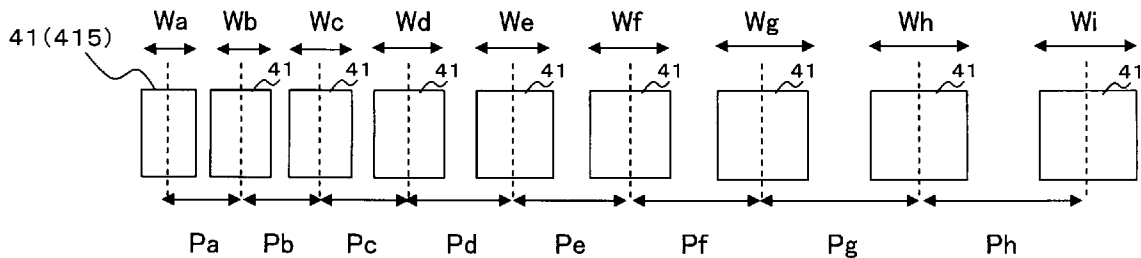 Wa Wb Wc Wd We Wf Wg Wh Wi
41(415) 41 41 41 41 41 41 41 41
Pa Pb Pc Pd Pe Pf Pg Ph